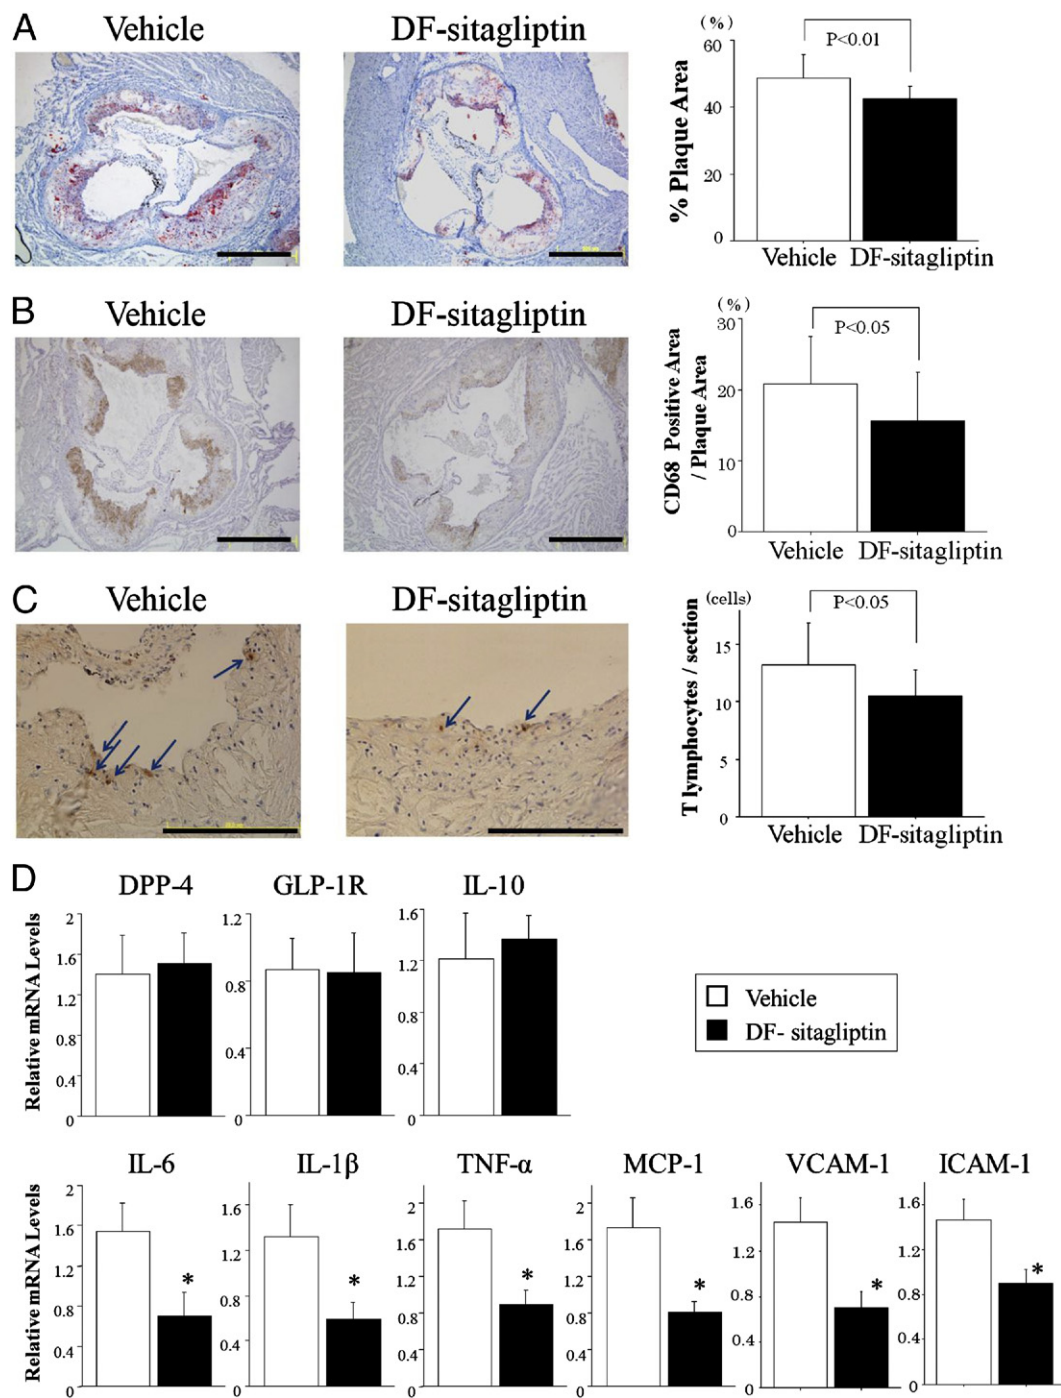 A
Vehicle
DF-sitagliptin
(%)
60
P<0.01
40
20
0
% Plaque Area
Vehicle
DF-sitagliptin
B
Vehicle
DF-sitagliptin
(%)
30
P<0.05
20
10
0
CD68 Positive Area
/ Plaque Area
Vehicle
DF-sitagliptin
C
Vehicle
DF-sitagliptin
(cells)
P<0.05
15
10
5
0
T lymphocytes / section
Vehicle
DF-sitagliptin
D
DPP-4
GLP-1R
IL-10
Relative mRNA Levels
2
1.6
1.2
0.8
0.4
0
1.2
0.8
0.4
0
1.6
1.2
0.8
0.4
0
Vehicle
DF- sitagliptin
IL-6
IL-1β
TNF-α
MCP-1
VCAM-1
ICAM-1
Relative mRNA Levels
2
1.6
1.2
0.8
0.4
0
*
1.6
1.2
0.8
0.4
0
*
2
1.6
1.2
0.8
0.4
0
*
2
1.6
1.2
0.8
0.4
0
*
1.6
1.2
0.8
0.4
0
*
1.6
1.2
0.8
0.4
0
*